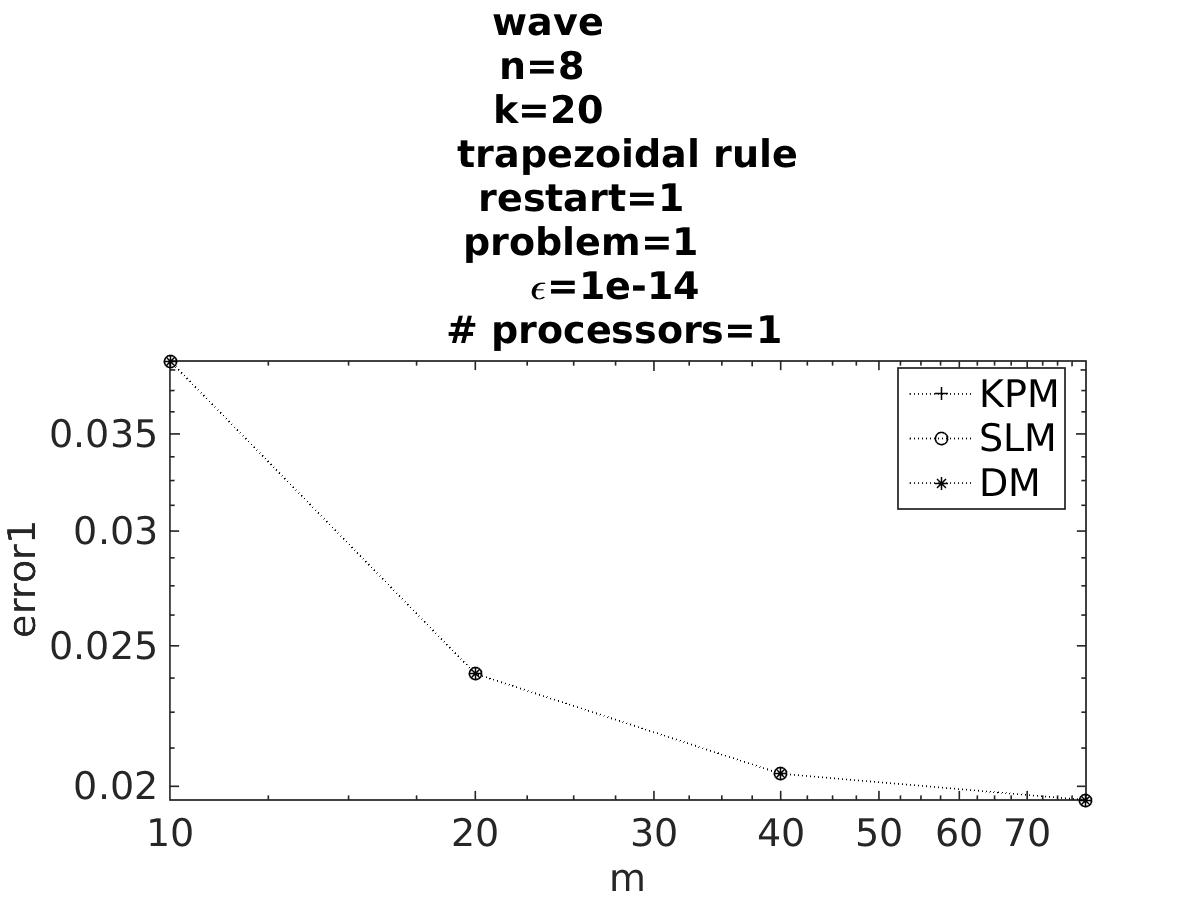 wave
n=8
k=20
trapezoidal rule
restart=1
problem=1
ϵ=1e-14
# processors=1
KPM
SLM
DM
0.035
0.03
0.025
0.02
error1
10 20 30 40 50 60 70
m